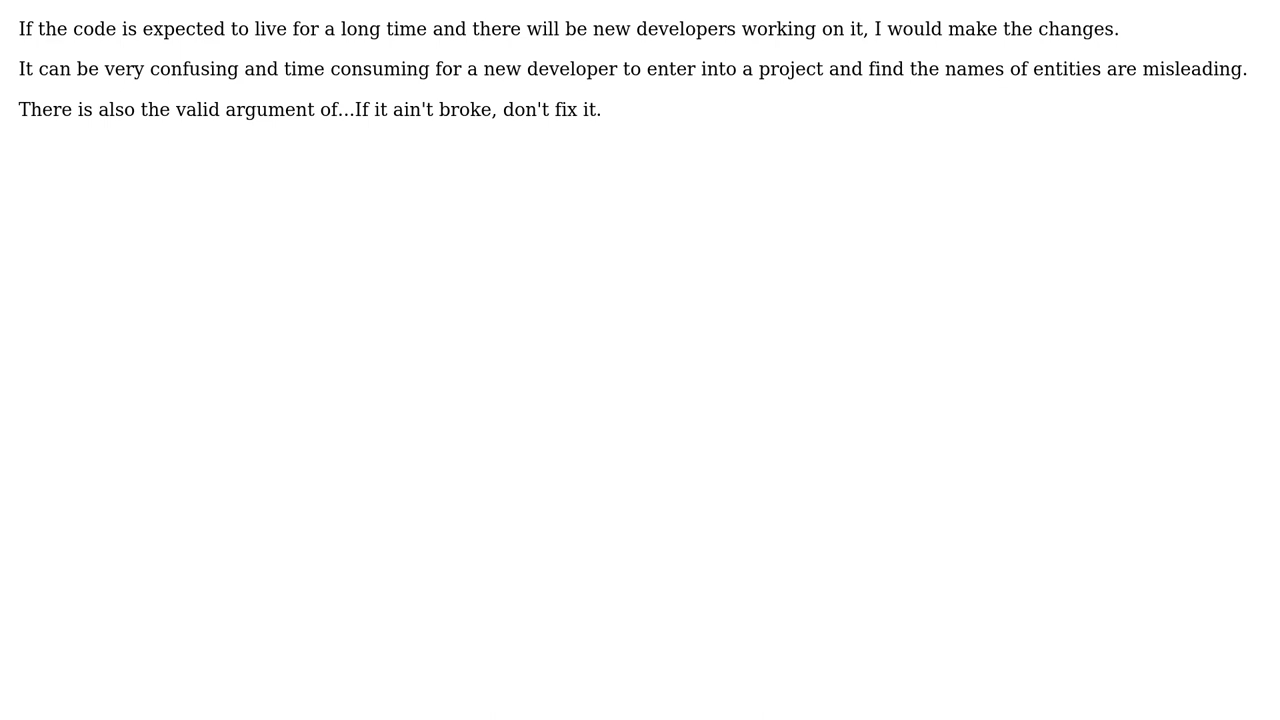 If the code is expected to live for a long time and there will be new developers working on it, I would make the changes.
It can be very confusing and time consuming for a new developer to enter into a project and find the names of entities are misleading.
There is also the valid argument of...If it ain't broke, don't fix it.